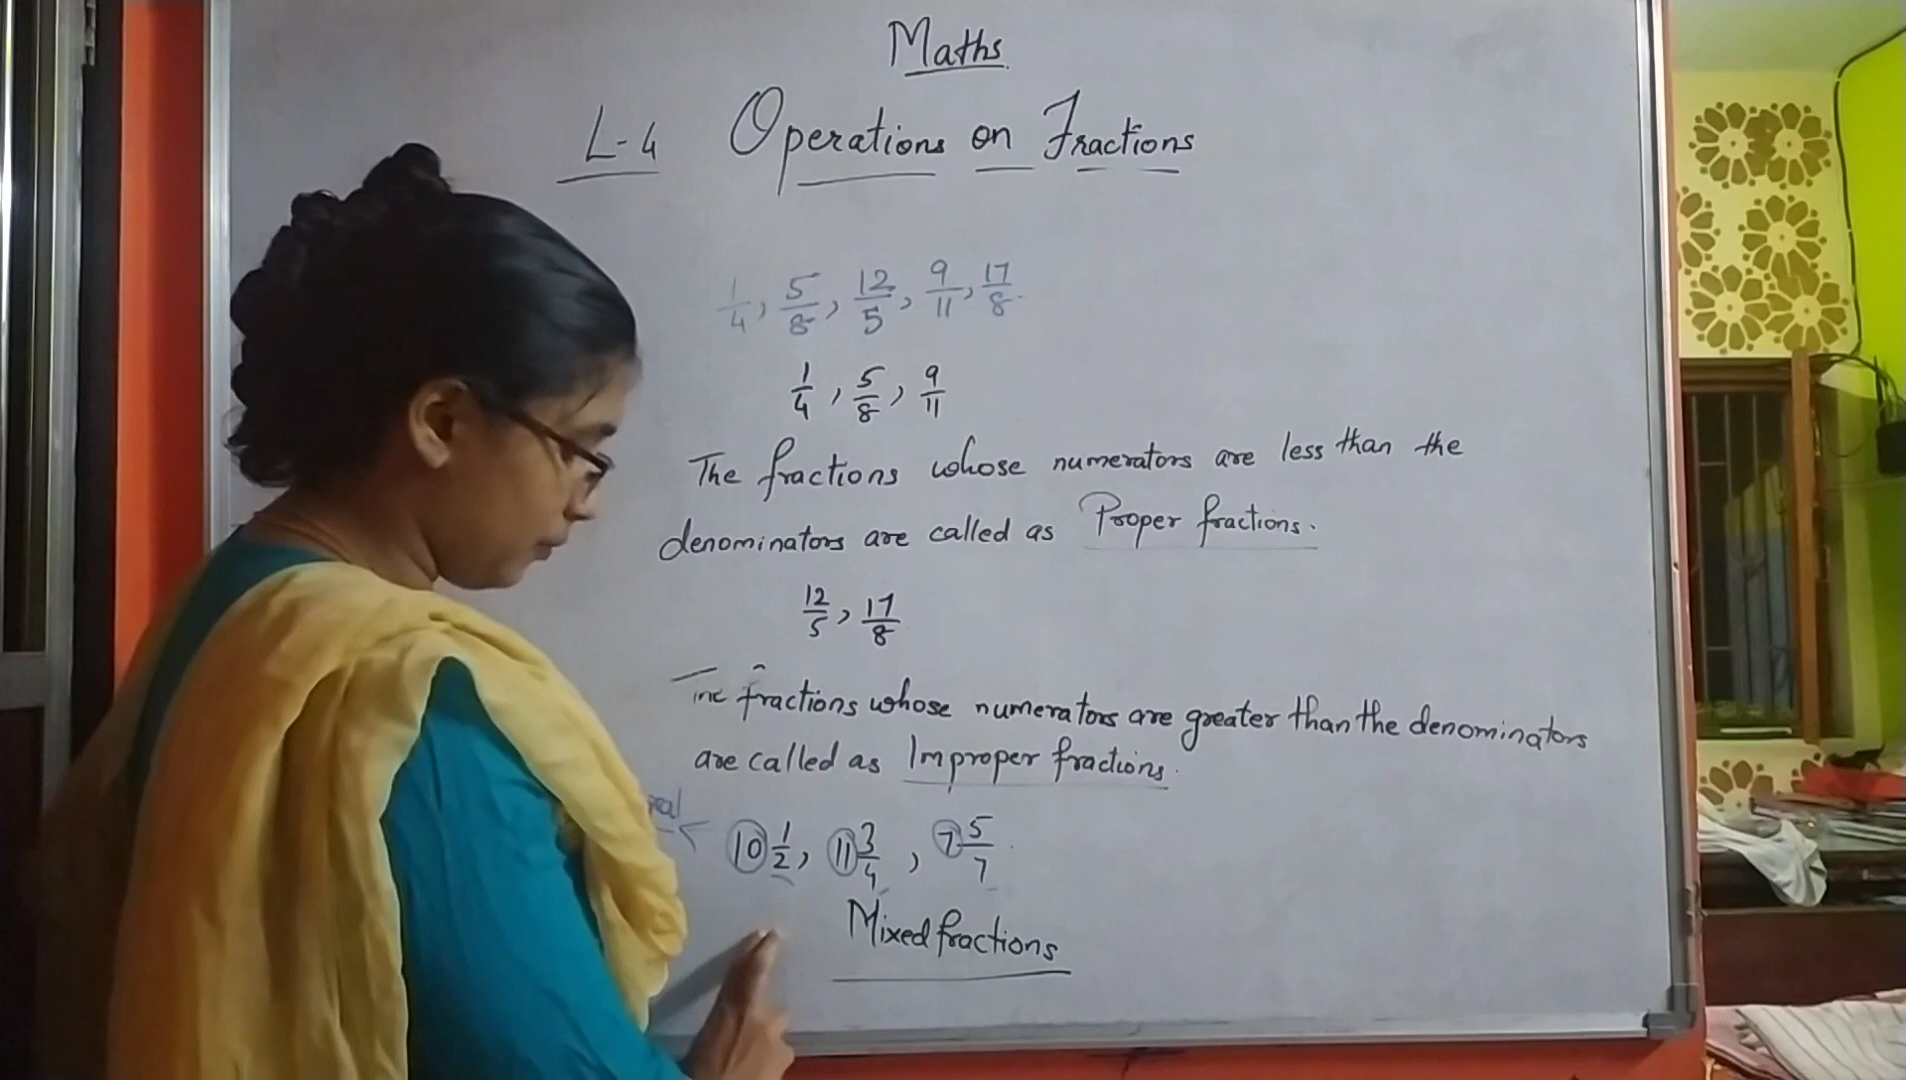 Maths
L-4 Operations on Fractions
1/4, 5/8, 12/5, 9/11, 17/8.
1/4, 5/8, 9/11
The fractions whose numerators are less than the
denominators are called as Proper fractions.
12/5, 17/8
The fractions whose numerators are greater than the denominators
are called as Improper fractions.
10 1/2, 11 3/4, 7 5/7
Mixed fractions